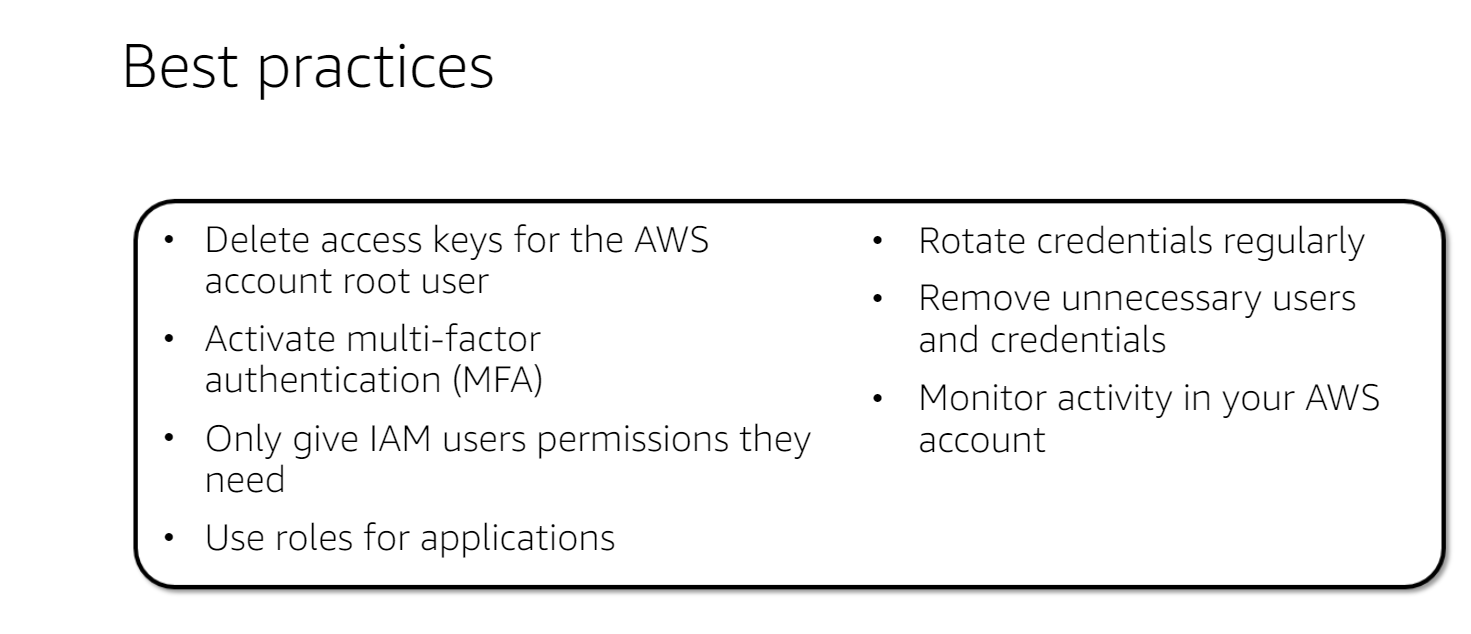 Best practices
• Delete access keys for the AWS
account root user
• Activate multi-factor
authentication (MFA)
• Only give IAM users permissions they
need
• Use roles for applications
• Rotate credentials regularly
• Remove unnecessary users
and credentials
• Monitor activity in your AWS
account